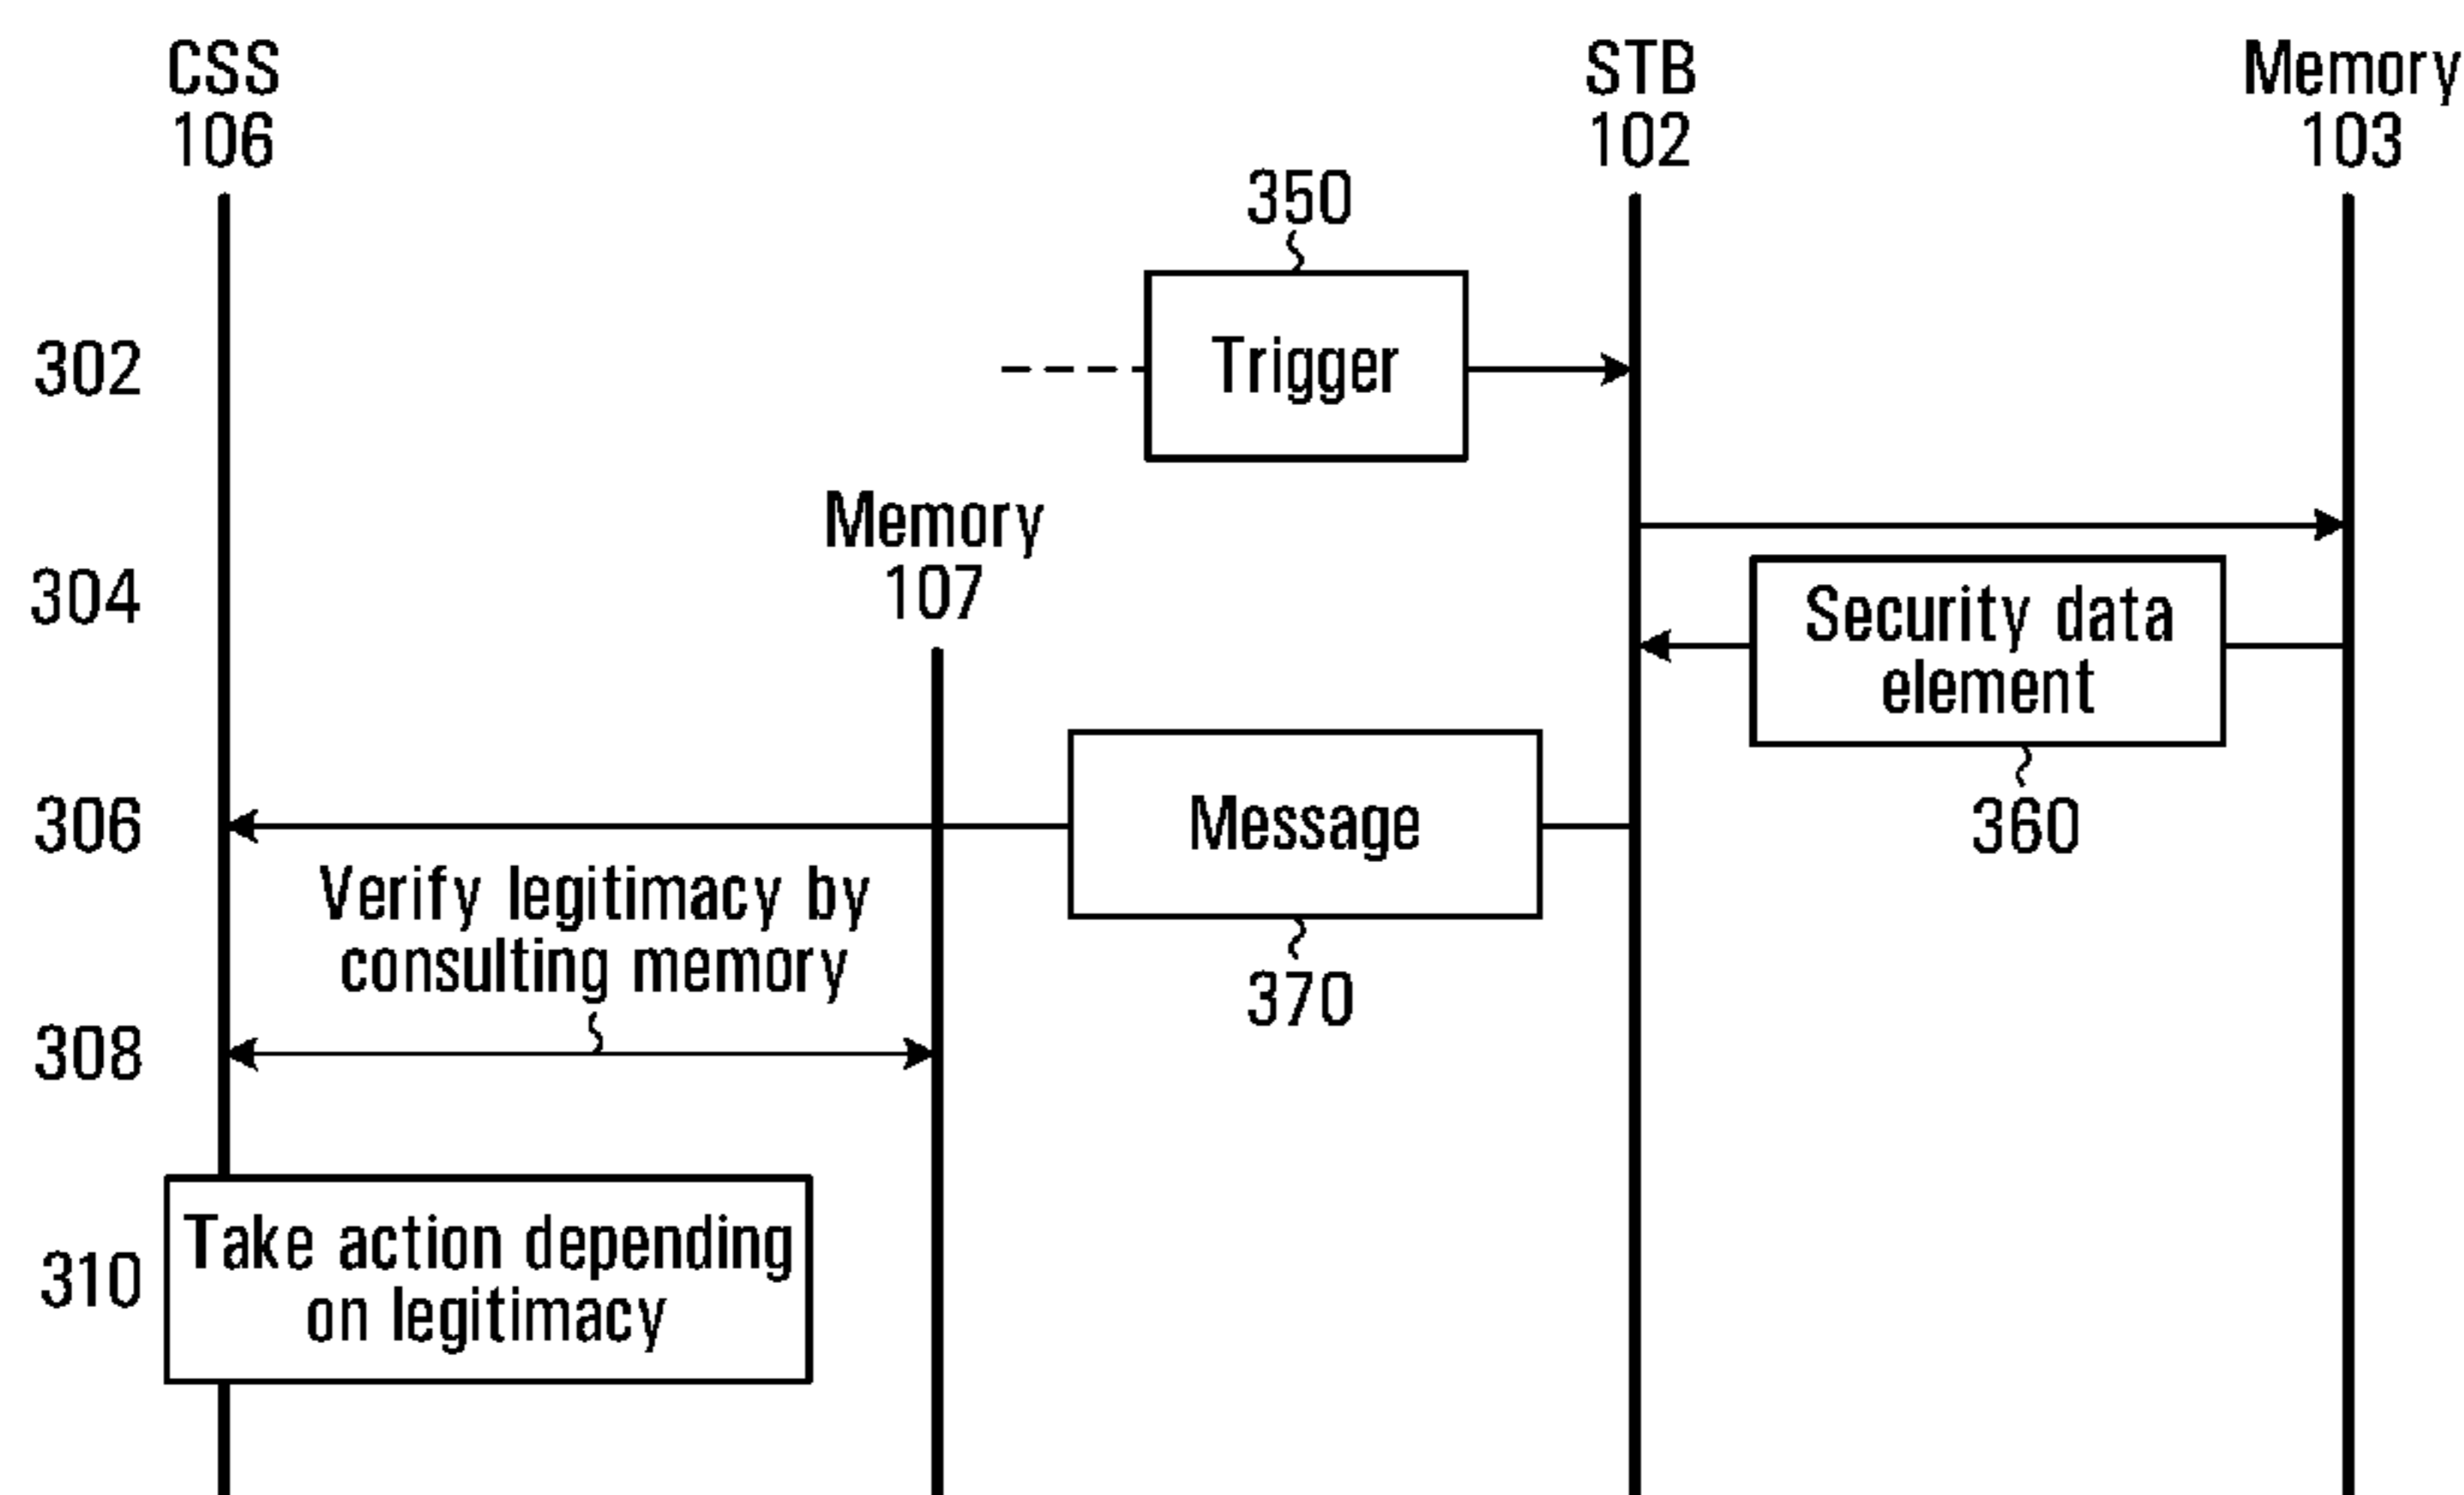 CSS
106
STB
102
Memory
103
350
302
Trigger
Memory
107
304
Security data
element
306
Message
360
Verify legitimacy by
consulting memory
370
308
310
Take action depending
on legitimacy